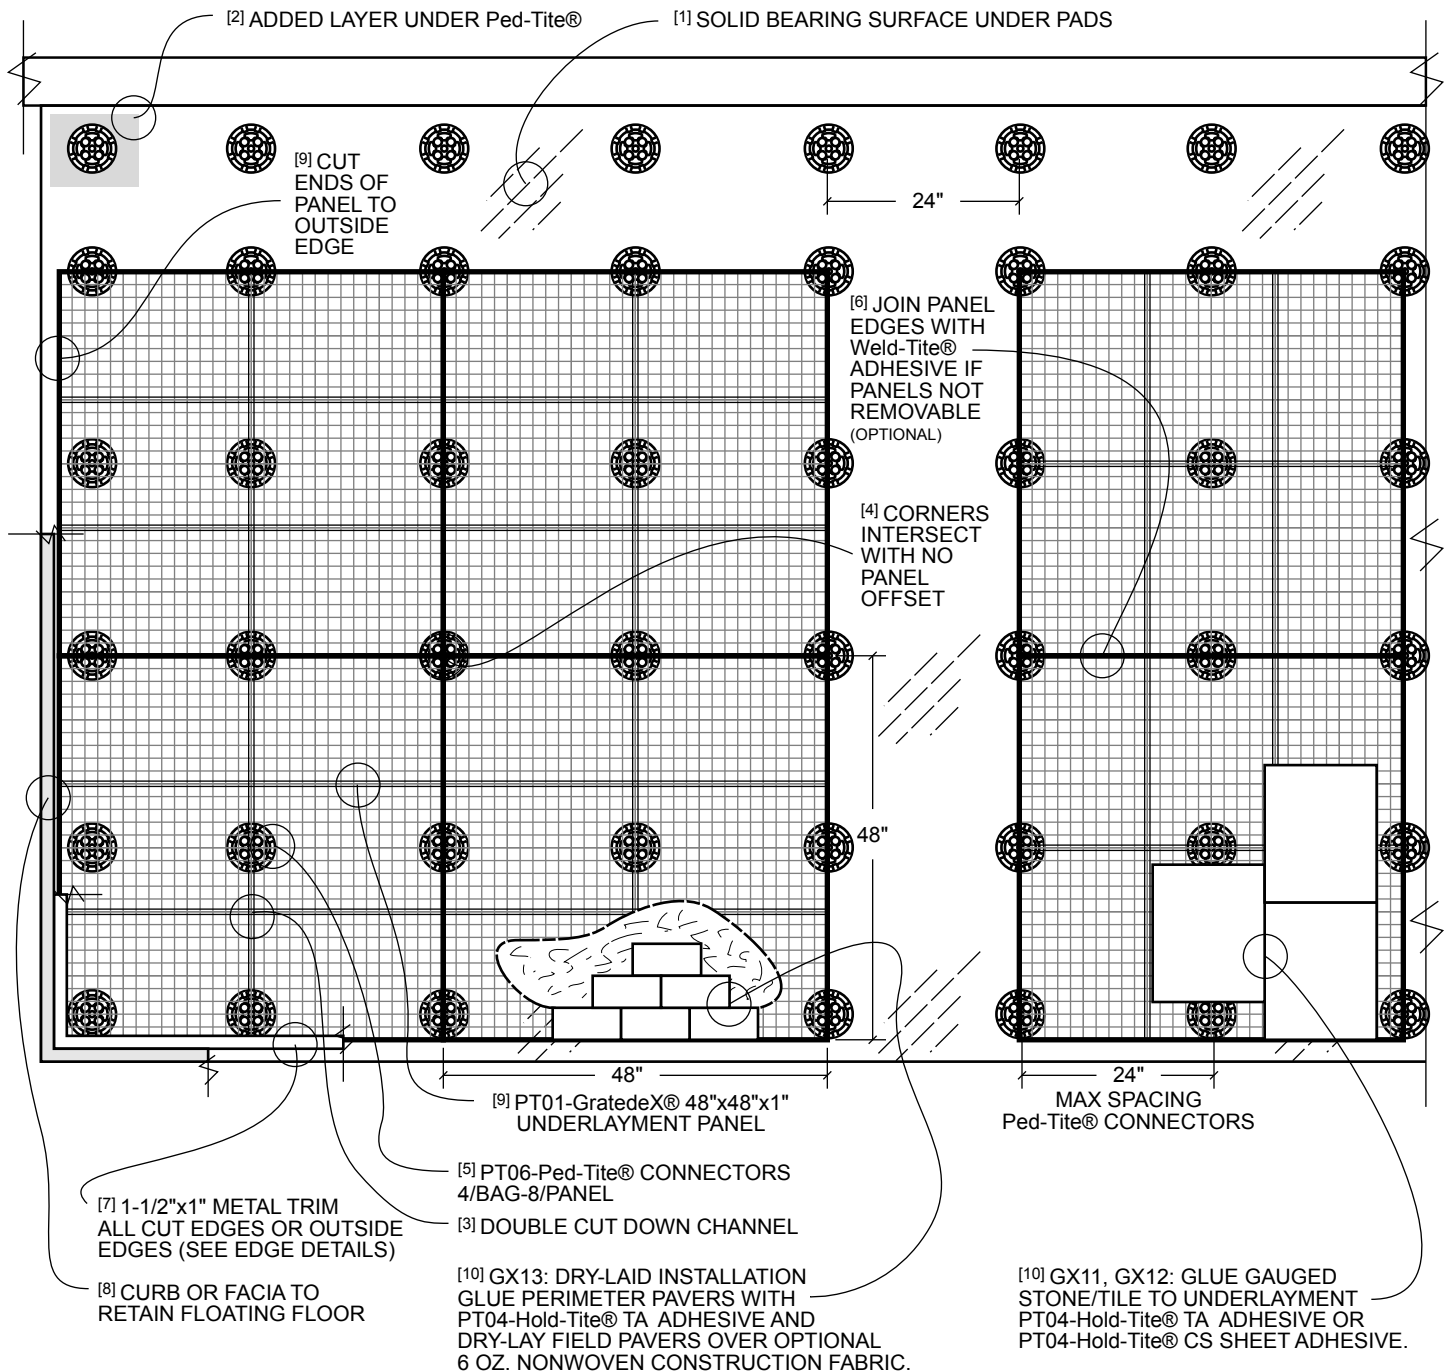 [2] ADDED LAYER UNDER Ped-Tite®
[1] SOLID BEARING SURFACE UNDER PADS
[9] CUT
ENDS OF
PANEL TO
OUTSIDE
EDGE
24"
[6] JOIN PANEL
EDGES WITH
Weld-Tite®
ADHESIVE IF
PANELS NOT
REMOVABLE
(OPTIONAL)
[4] CORNERS
INTERSECT
WITH NO
PANEL
OFFSET
48"
48"
24"
MAX SPACING
Ped-Tite® CONNECTORS
[9] PT01-GratedeX® 48"x48"x1"
UNDERLAYMENT PANEL
[5] PT06-Ped-Tite® CONNECTORS
4/BAG-8/PANEL
[3] DOUBLE CUT DOWN CHANNEL
[7] 1-1/2"x1" METAL TRIM
ALL CUT EDGES OR OUTSIDE
EDGES (SEE EDGE DETAILS)
[8] CURB OR FACIA TO
RETAIN FLOATING FLOOR
[10] GX13: DRY-LAID INSTALLATION
GLUE PERIMETER PAVERS WITH
PT04-Hold-Tite® TA ADHESIVE AND
DRY-LAY FIELD PAVERS OVER OPTIONAL
6 OZ. NONWOVEN CONSTRUCTION FABRIC.
[10] GX11, GX12: GLUE GAUGED
STONE/TILE TO UNDERLAYMENT
PT04-Hold-Tite® TA ADHESIVE OR
PT04-Hold-Tite® CS SHEET ADHESIVE.